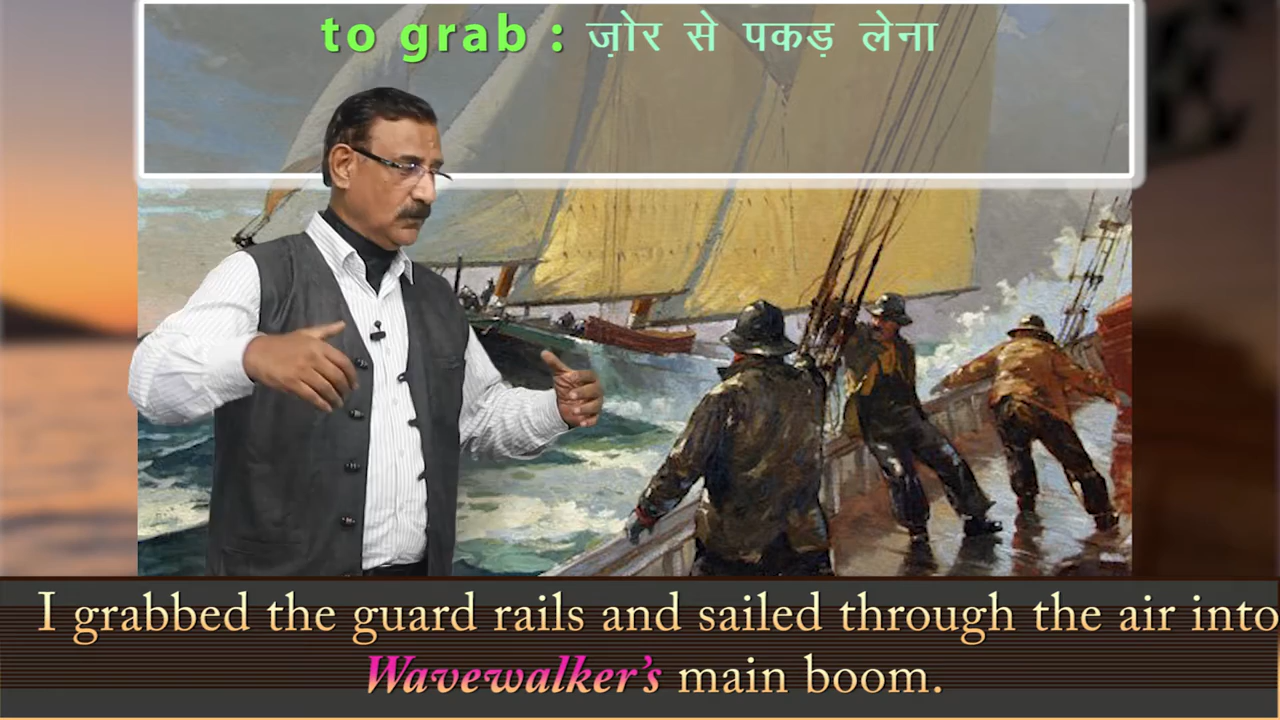 to grab : ज़ोर से पकड़ लेना
I grabbed the guard rails and sailed through the air into
Wavewalker's main boom.